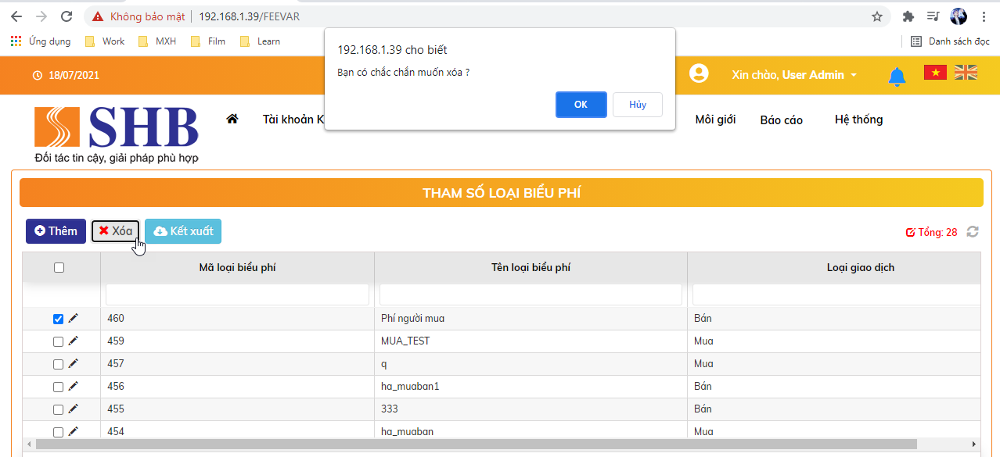 Không bảo mật 192.168.1.39/FEEVAR
Ứng dụng Work MXH Film Learn Danh sách đọc
192.168.1.39 cho biết
Bạn có chắc chắn muốn xóa ?
OK Hủy
18/07/2021 Xin chào, User Admin
SHB
Đối tác tin cậy, giải pháp phù hợp
Tài khoản K Môi giới Báo cáo Hệ thống
THAM SỐ LOẠI BIỂU PHÍ
Thêm Xóa Kết xuất Tổng: 28
Mã loại biểu phí Tên loại biểu phí Loại giao dịch
460 Phí người mua Bán
459 MUA_TEST Mua
457 q Mua
456 ha_muaban1 Bán
455 333 Bán
454 ha_muaban Mua